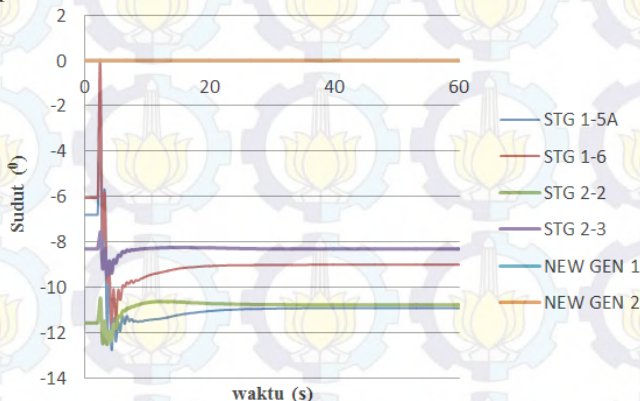 2
0
0
20
40
60
-2
-4
-6
-8
-10
-12
-14
Sudut (⁰)
waktu (s)
STG 1-5A
STG 1-6
STG 2-2
STG 2-3
NEW GEN 1
NEW GEN 2